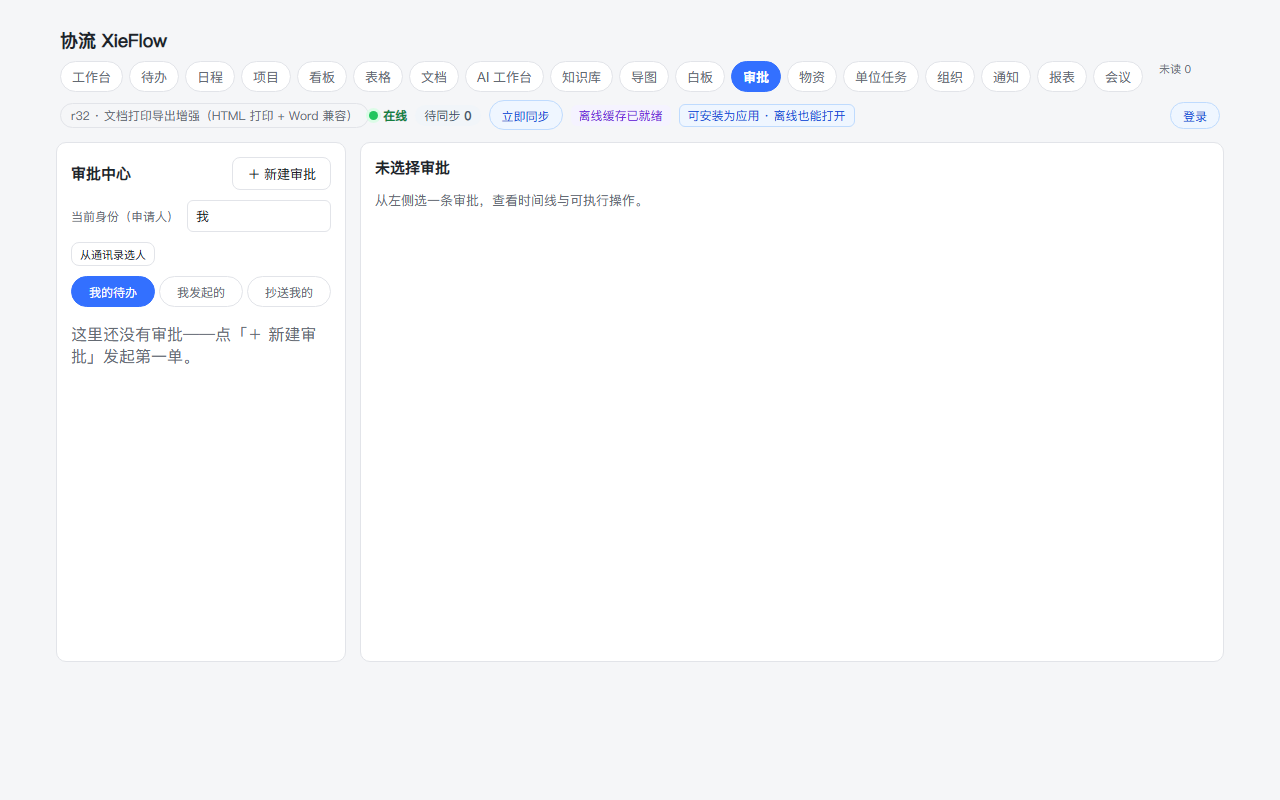 协流 XieFlow
工作台 待办 日程 项目 看板 表格 文档 AI 工作台 知识库 导图 白板 审批 物资 单位任务 组织 通知 报表 会议 未读 0
r32 · 文档打印导出增强（HTML 打印 + Word 兼容） 在线 待同步 0 立即同步 离线缓存已就绪 可安装为应用 · 离线也能打开 登录
审批中心 ＋ 新建审批
当前身份（申请人） 我
从通讯录选人
我的待办 我发起的 抄送我的
这里还没有审批——点「＋ 新建审
批」发起第一单。
未选择审批
从左侧选一条审批，查看时间线与可执行操作。